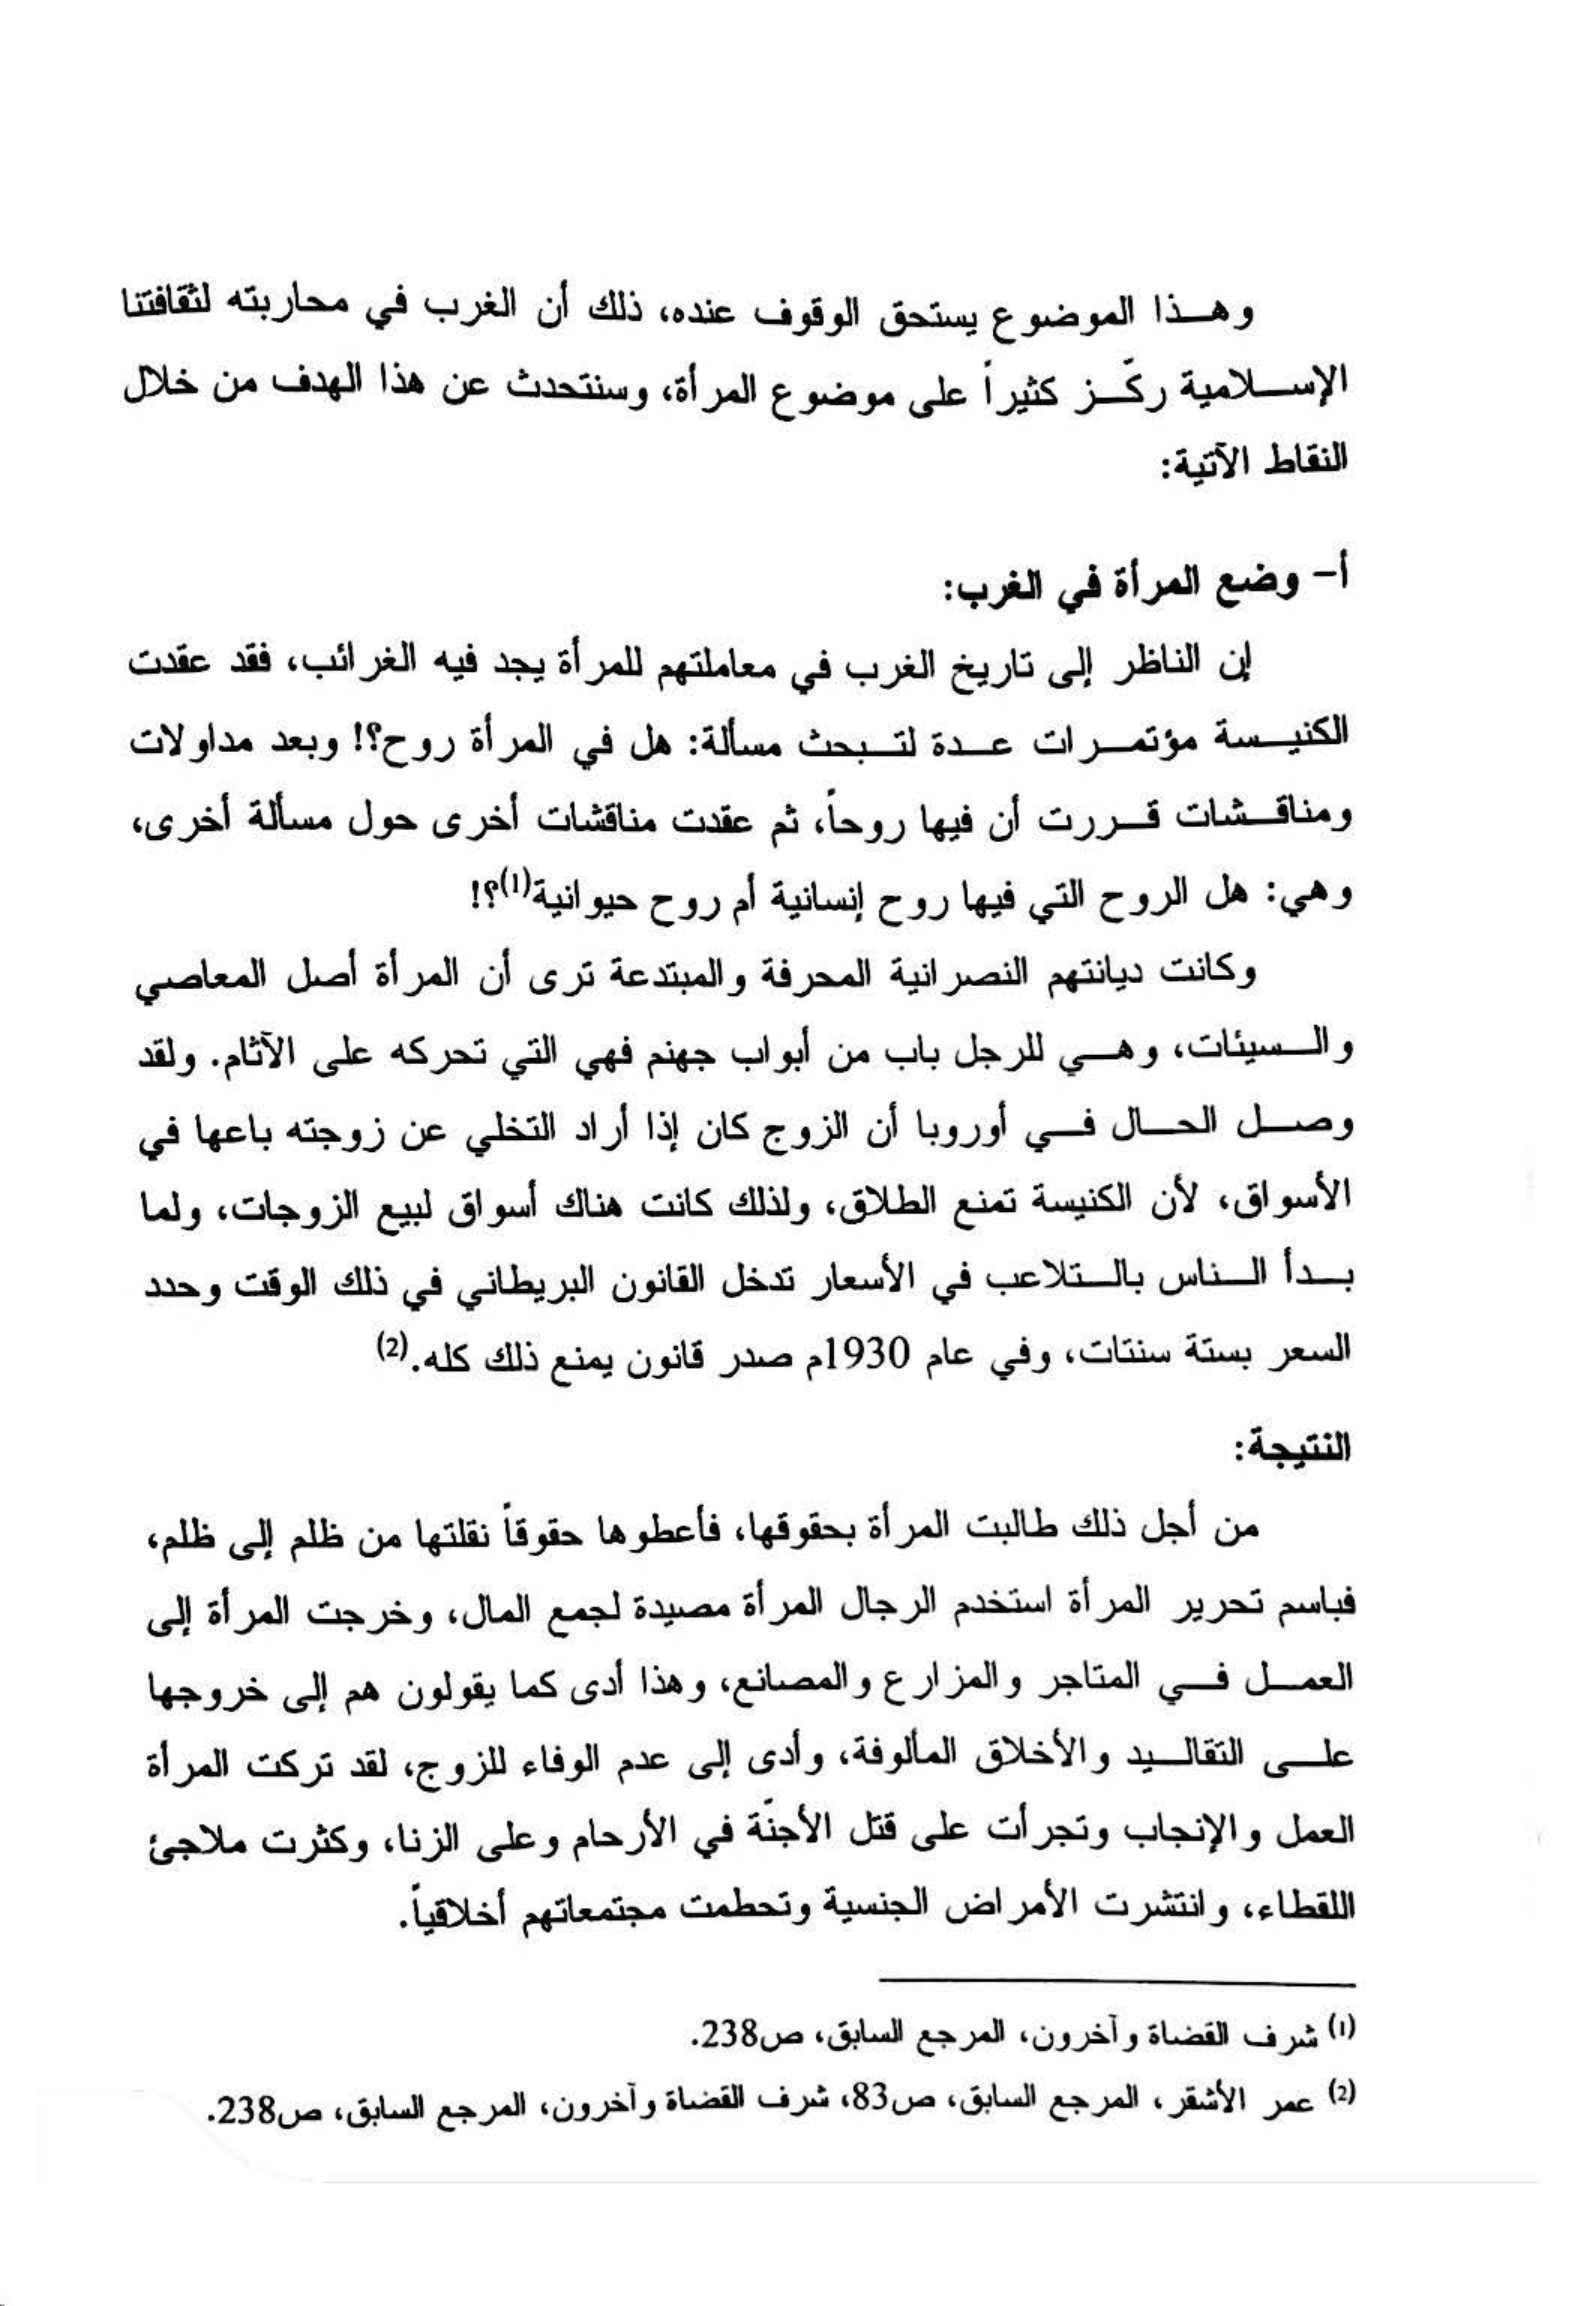 وهذا الموضوع يستحق الوقوف عنده، ذلك أن الغرب في محاربته لثقافتنا
الإسلامية ركّز كثيراً على موضوع المرأة، وسنتحدث عن هذا الهدف من خلال
النقاط الآتية:
أ- وضع المرأة في الغرب:
إن الناظر إلى تاريخ الغرب في معاملتهم للمرأة يجد فيه الغرائب، فقد عقدت
الكنيسة مؤتمرات عدة لتبحث مسألة: هل في المرأة روح؟! وبعد مداولات
ومناقشات قررت أن فيها روحاً، ثم عقدت مناقشات أخرى حول مسألة أخرى،
وهي: هل الروح التي فيها روح إنسانية أم روح حيوانية(1)؟!
وكانت ديانتهم النصرانية المحرفة والمبتدعة ترى أن المرأة أصل المعاصي
والسيئات، وهي للرجل باب من أبواب جهنم فهي التي تحركه على الآثام. ولقد
وصل الحال في أوروبا أن الزوج كان إذا أراد التخلي عن زوجته باعها في
الأسواق، لأن الكنيسة تمنع الطلاق، ولذلك كانت هناك أسواق لبيع الزوجات، ولما
بدأ الناس بالتلاعب في الأسعار تدخل القانون البريطاني في ذلك الوقت وحدد
السعر بستة سنتات، وفي عام 1930م صدر قانون يمنع ذلك كله.(2)
النتيجة:
من أجل ذلك طالبت المرأة بحقوقها، فأعطوها حقوقاً نقلتها من ظلم إلى ظلم،
فباسم تحرير المرأة استخدم الرجال المرأة مصيدة لجمع المال، وخرجت المرأة إلى
العمل في المتاجر والمزارع والمصانع، وهذا أدى كما يقولون هم إلى خروجها
على التقاليد والأخلاق المألوفة، وأدى إلى عدم الوفاء للزوج، لقد تركت المرأة
العمل والإنجاب وتجرأت على قتل الأجنّة في الأرحام وعلى الزنا، وكثرت ملاجئ
اللقطاء، وانتشرت الأمراض الجنسية وتحطمت مجتمعاتهم أخلاقياً.
(1) شرف القضاة وآخرون، المرجع السابق، ص238.
(2) عمر الأشقر، المرجع السابق، ص83، شرف القضاة وآخرون، المرجع السابق، ص238.